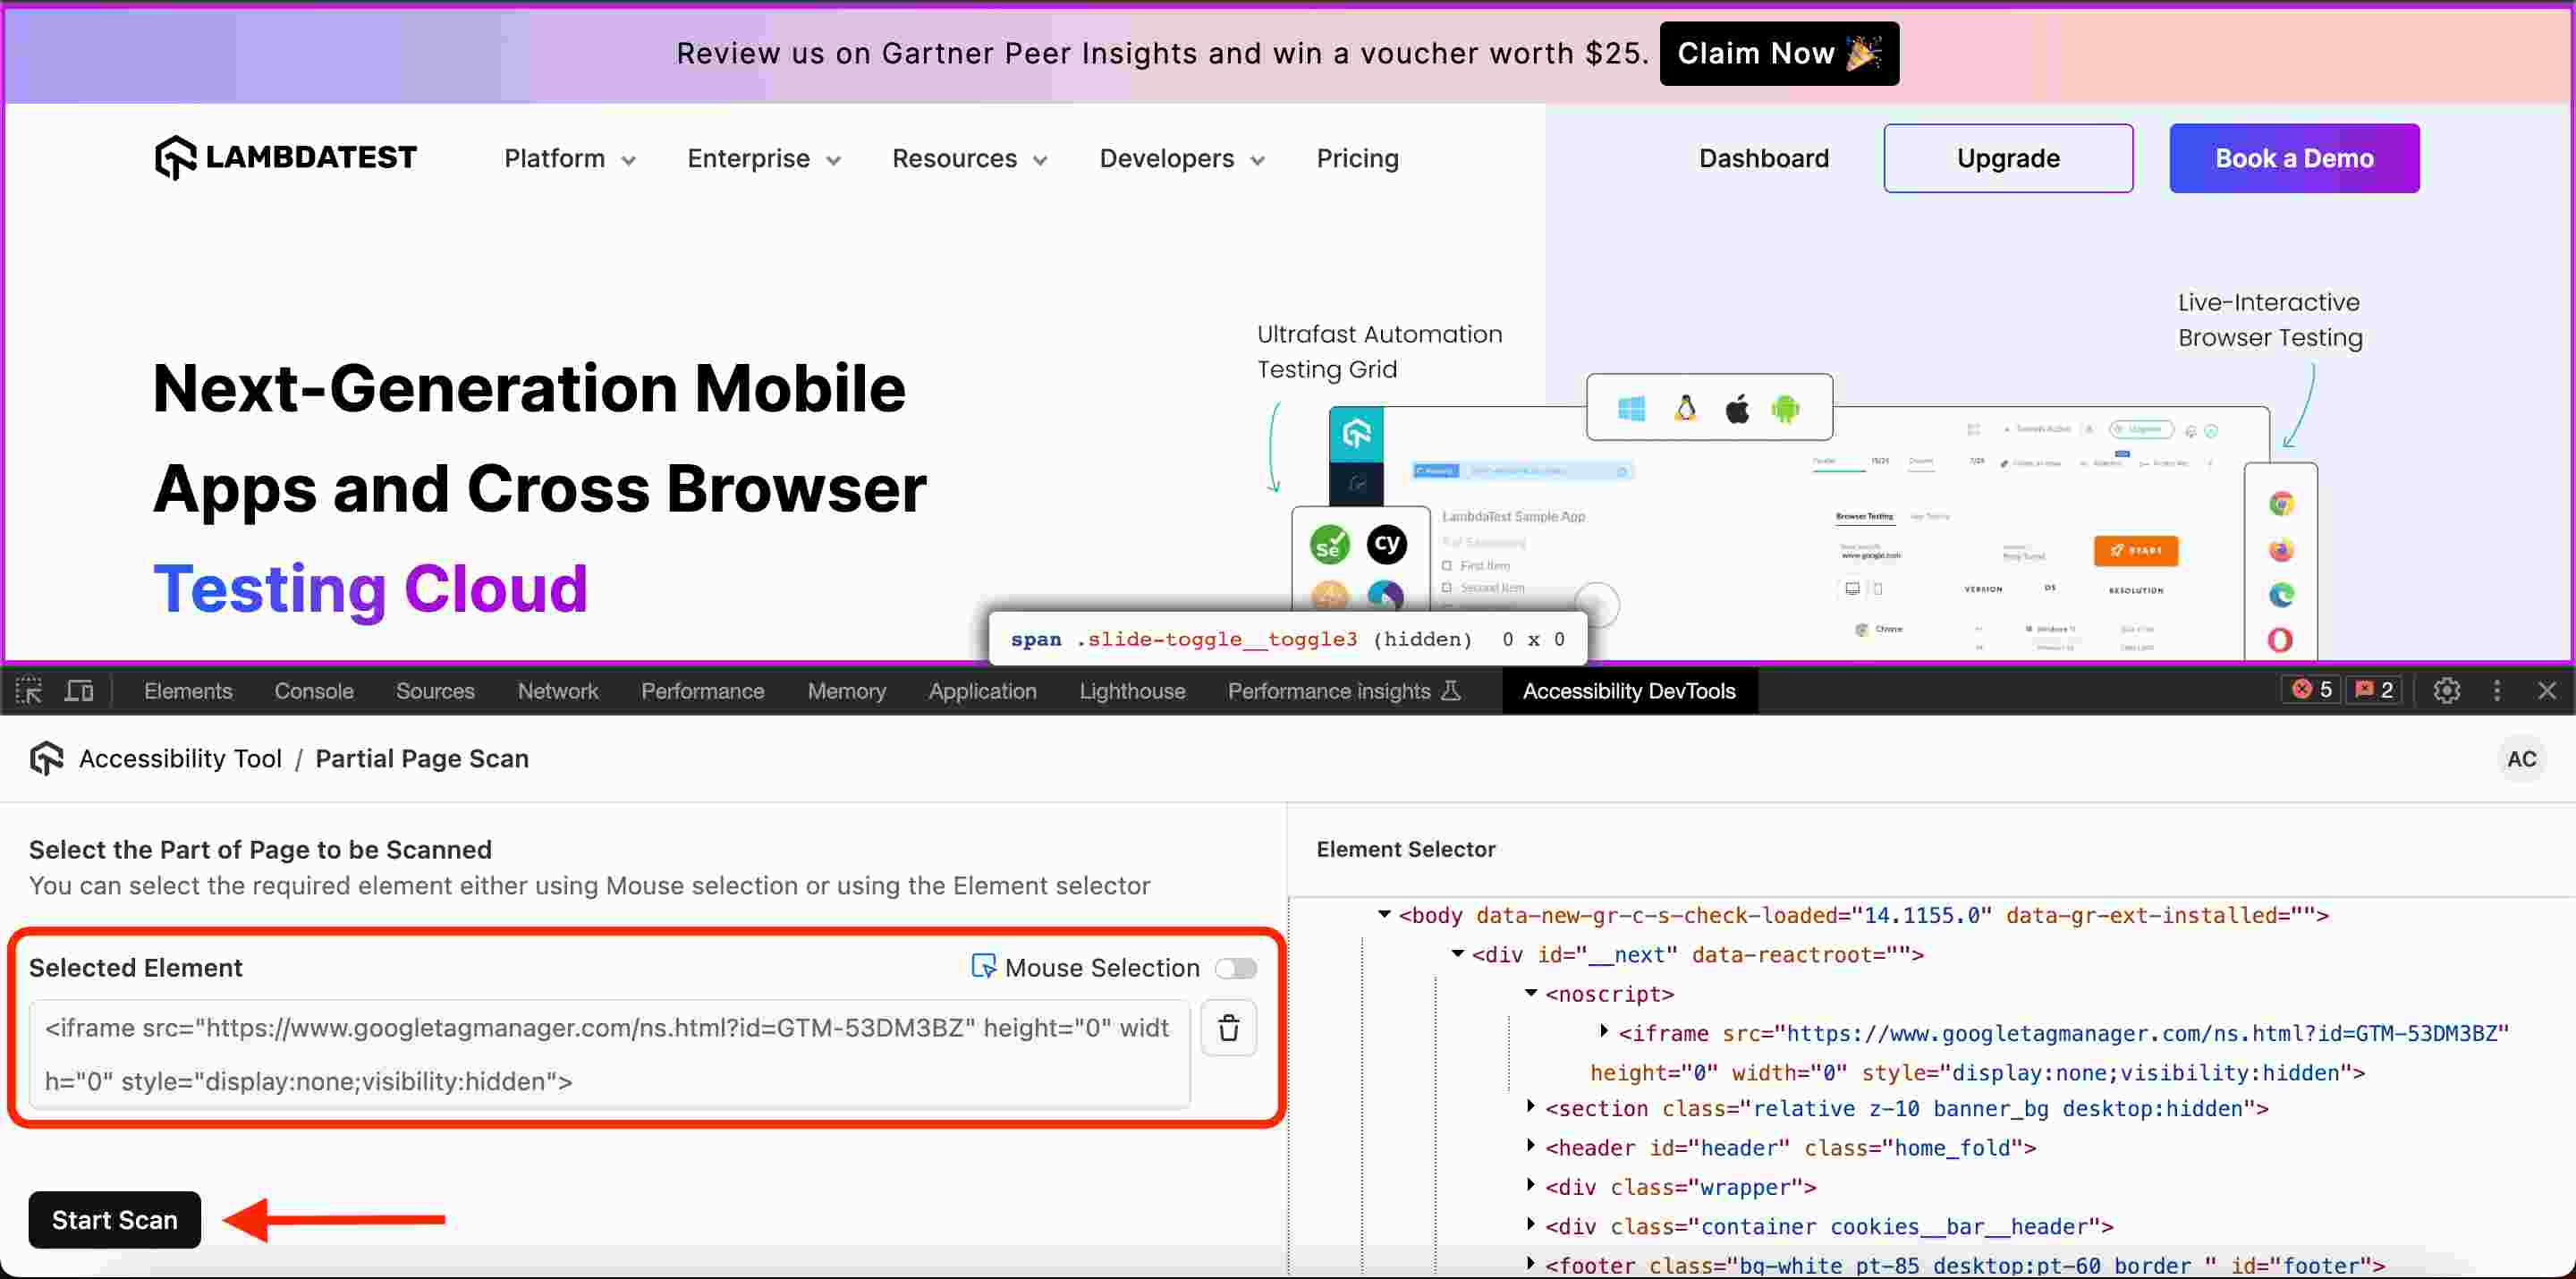 Review us on Gartner Peer Insights and win a voucher worth $25. Claim Now
LAMBDATEST Platform Enterprise Resources Developers Pricing Dashboard Upgrade Book a Demo
Next-Generation Mobile
Apps and Cross Browser
Testing Cloud
Ultrafast Automation
Testing Grid
Live-Interactive
Browser Testing
Se
cy
LambdaTest Sample App
First Item
Second Item
Browser Testing
www.google.com
START
VERSION OS RESOLUTION
Chrome
span .slide-toggle__toggle3 (hidden) 0 x 0
Elements Console Sources Network Performance Memory Application Lighthouse Performance insights Accessibility DevTools 5 2
Accessibility Tool / Partial Page Scan AC
Select the Part of Page to be Scanned
You can select the required element either using Mouse selection or using the Element selector
Selected Element Mouse Selection
<iframe src="https://www.googletagmanager.com/ns.html?id=GTM-53DM3BZ" height="0" widt
h="0" style="display:none;visibility:hidden">
Start Scan
Element Selector
<body data-new-gr-c-s-check-loaded="14.1155.0" data-gr-ext-installed="">
<div id="__next" data-reactroot="">
<noscript>
<iframe src="https://www.googletagmanager.com/ns.html?id=GTM-53DM3BZ"
height="0" width="0" style="display:none;visibility:hidden">
<section class="relative z-10 banner_bg desktop:hidden">
<header id="header" class="home_fold">
<div class="wrapper">
<div class="container cookies__bar__header">
<footer class="bg-white pt-85 desktop:pt-60 border " id="footer">